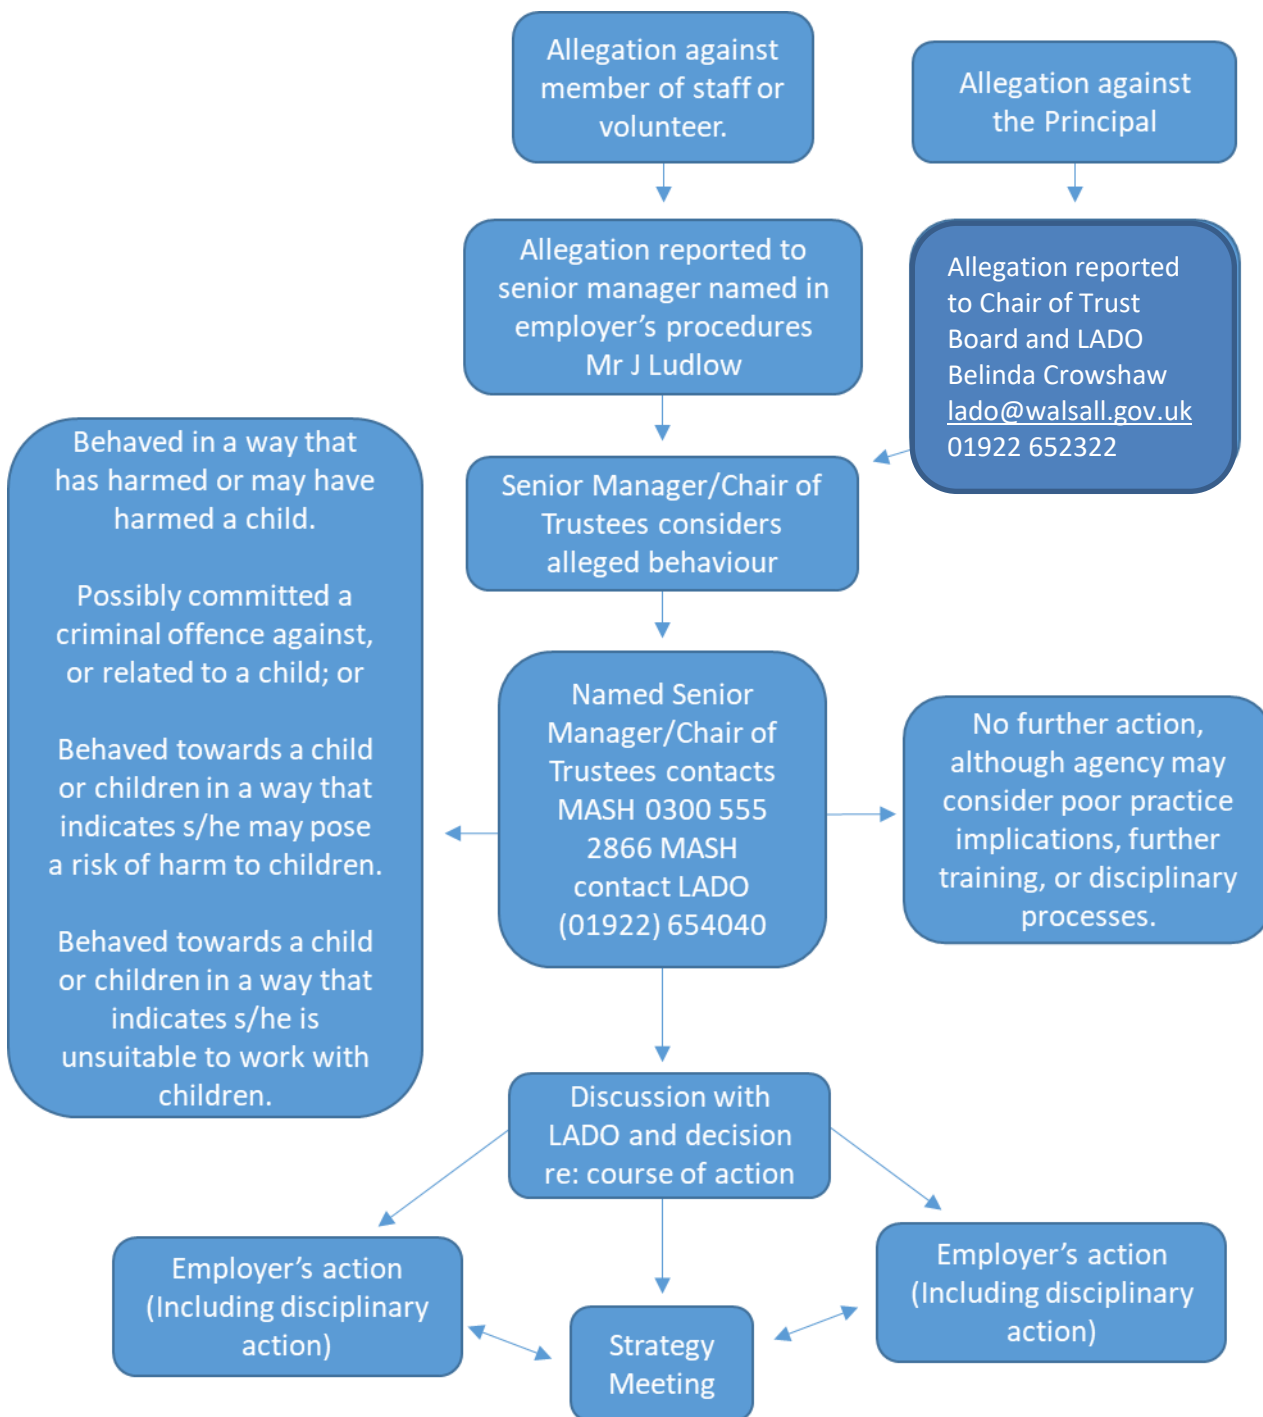 Allegation against
member of staff or
volunteer.
Allegation against
the Principal
Allegation reported to
senior manager named in
employer’s procedures
Mr J Ludlow
Allegation reported
to Chair of Trust
Board and LADO
Belinda Crowshaw
lado@walsall.gov.uk
01922 652322
Senior Manager/Chair of
Trustees considers
alleged behaviour
Behaved in a way that
has harmed or may have
harmed a child.
Possibly committed a
criminal offence against,
or related to a child; or
Behaved towards a child
or children in a way that
indicates s/he may pose
a risk of harm to children.
Behaved towards a child
or children in a way that
indicates s/he is
unsuitable to work with
children.
Named Senior
Manager/Chair of
Trustees contacts
MASH 0300 555
2866 MASH
contact LADO
(01922) 654040
No further action,
although agency may
consider poor practice
implications, further
training, or disciplinary
processes.
Discussion with
LADO and decision
re: course of action
Employer’s action
(Including disciplinary
action)
Strategy
Meeting
Employer’s action
(Including disciplinary
action)